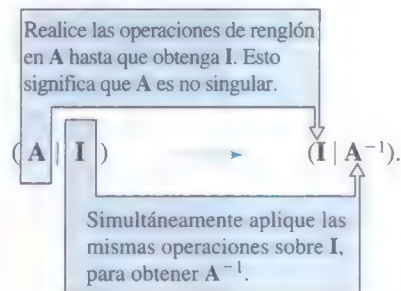 Realice las operaciones de renglón
en A hasta que obtenga I. Esto
significa que A es no singular.
( A | I ) (I | A⁻¹).
Simultáneamente aplique las
mismas operaciones sobre I,
para obtener A⁻¹.